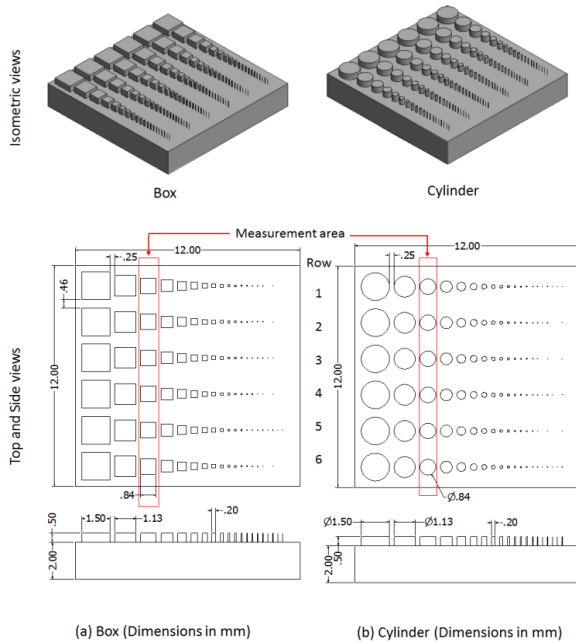 Isometric views
Box
Cylinder
Measurement area
12.00
12.00
.25
Row
.25
.46
1
2
3
4
5
6
12.00
12.00
Top and Side views
.84
Ø.84
.50
1.50
1.13
.20
2.00
Ø1.50
Ø1.13
.20
.50
2.00
(a) Box (Dimensions in mm)
(b) Cylinder (Dimensions in mm)